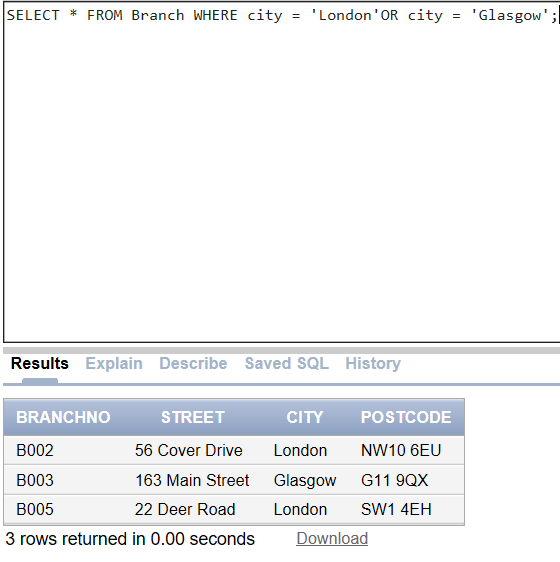 SELECT * FROM Branch WHERE city = 'London'OR city = 'Glasgow';
Results Explain Describe Saved SQL History
BRANCHNO STREET CITY POSTCODE
B002 56 Cover Drive London NW10 6EU
B003 163 Main Street Glasgow G11 9QX
B005 22 Deer Road London SW1 4EH
3 rows returned in 0.00 seconds Download